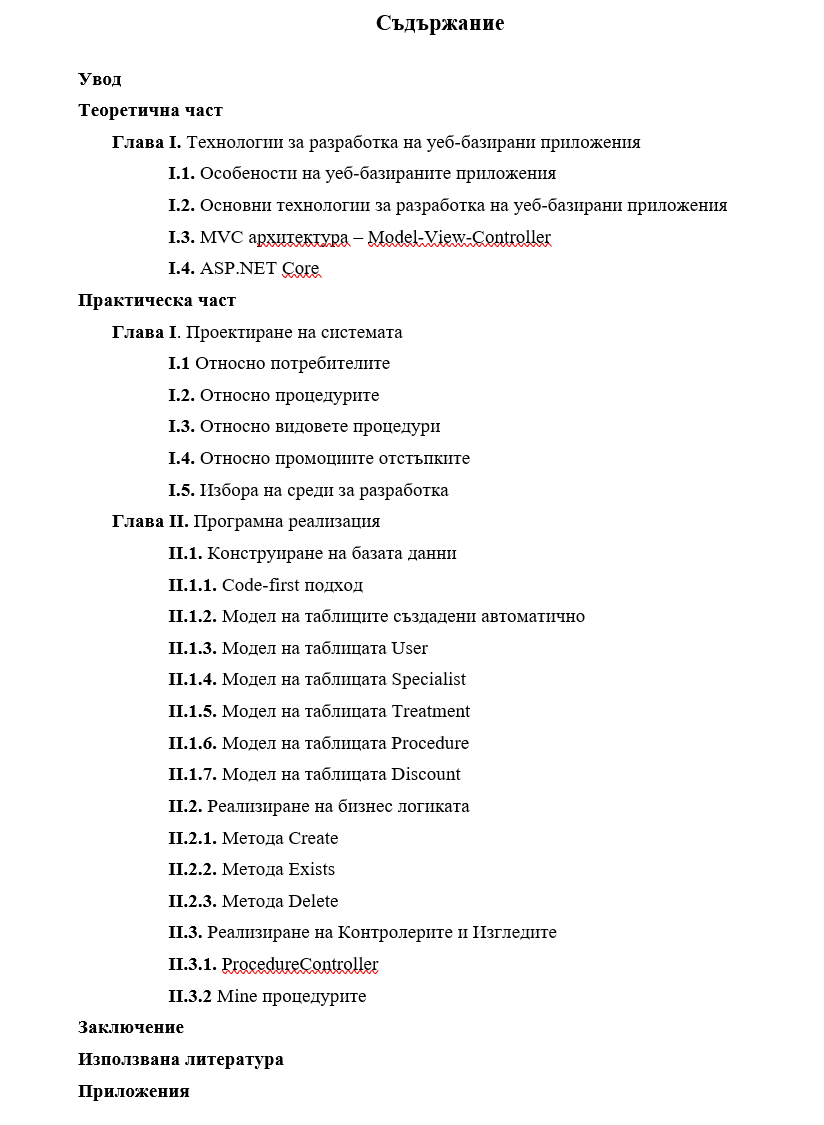 Съдържание
Увод
Теоретична част
Глава I. Технологии за разработка на уеб-базирани приложения
I.1. Особености на уеб-базираните приложения
I.2. Основни технологии за разработка на уеб-базирани приложения
I.3. MVC архитектура – Model-View-Controller
I.4. ASP.NET Core
Практическа част
Глава I. Проектиране на системата
I.1 Относно потребителите
I.2. Относно процедурите
I.3. Относно видовете процедури
I.4. Относно промоциите отстъпките
I.5. Избора на среди за разработка
Глава II. Програмна реализация
II.1. Конструиране на базата данни
II.1.1. Code-first подход
II.1.2. Модел на таблиците създадени автоматично
II.1.3. Модел на таблицата User
II.1.4. Модел на таблицата Specialist
II.1.5. Модел на таблицата Treatment
II.1.6. Модел на таблицата Procedure
II.1.7. Модел на таблицата Discount
II.2. Реализиране на бизнес логиката
II.2.1. Метода Create
II.2.2. Метода Exists
II.2.3. Метода Delete
II.3. Реализиране на Контролерите и Изгледите
II.3.1. ProcedureController
II.3.2 Mine процедурите
Заключение
Използвана литература
Приложения